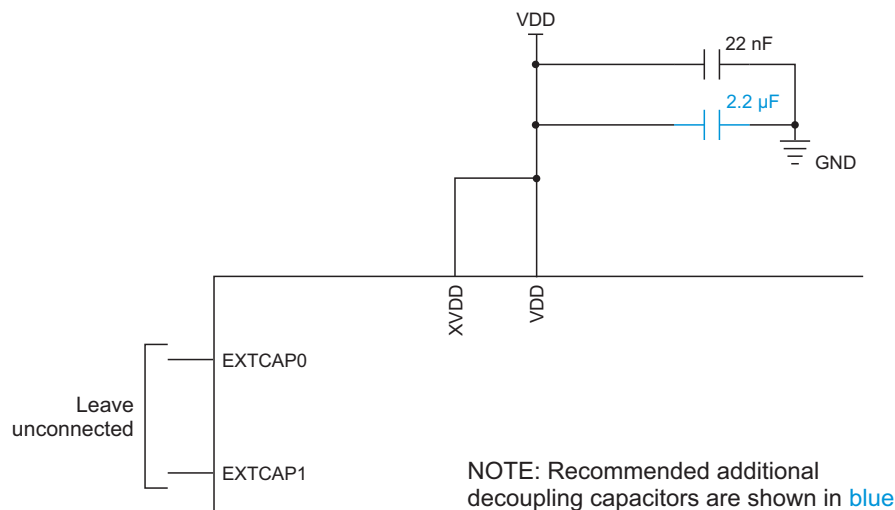 VDD
22 nF
2.2 µF
GND
XVDD
VDD
EXTCAP0
Leave
unconnected
EXTCAP1
NOTE: Recommended additional
decoupling capacitors are shown in blue